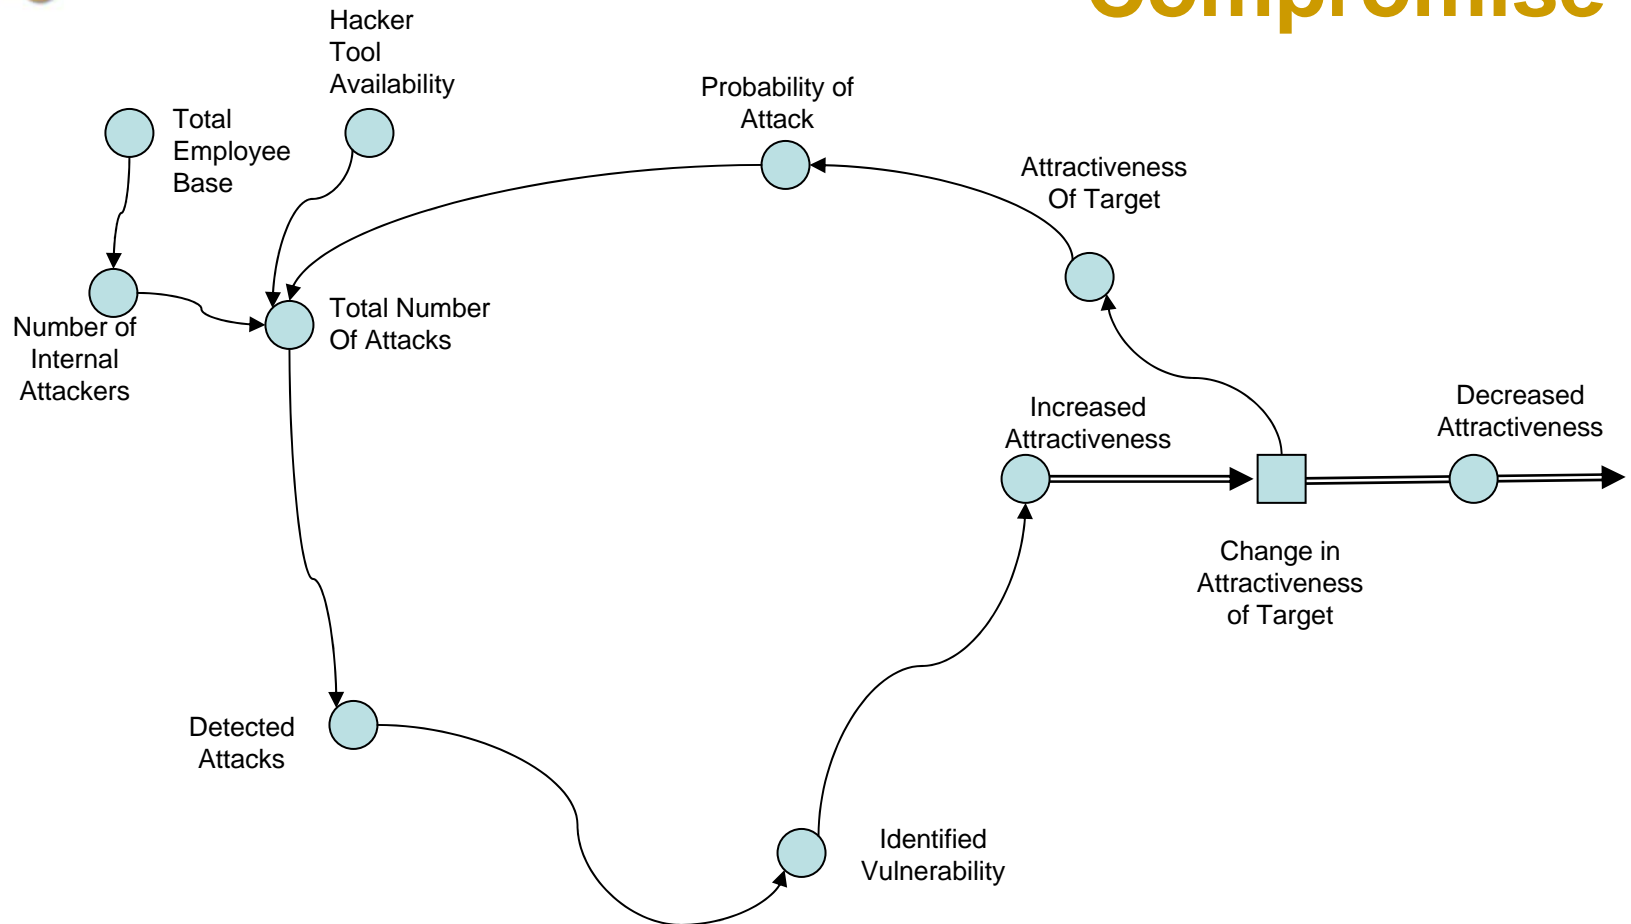 Compromise
Hacker
Tool
Availability
Total
Employee
Base
Probability of
Attack
Attractiveness
Of Target
Number of
Internal
Attackers
Total Number
Of Attacks
Increased
Attractiveness
Decreased
Attractiveness
Change in
Attractiveness
of Target
Detected
Attacks
Identified
Vulnerability